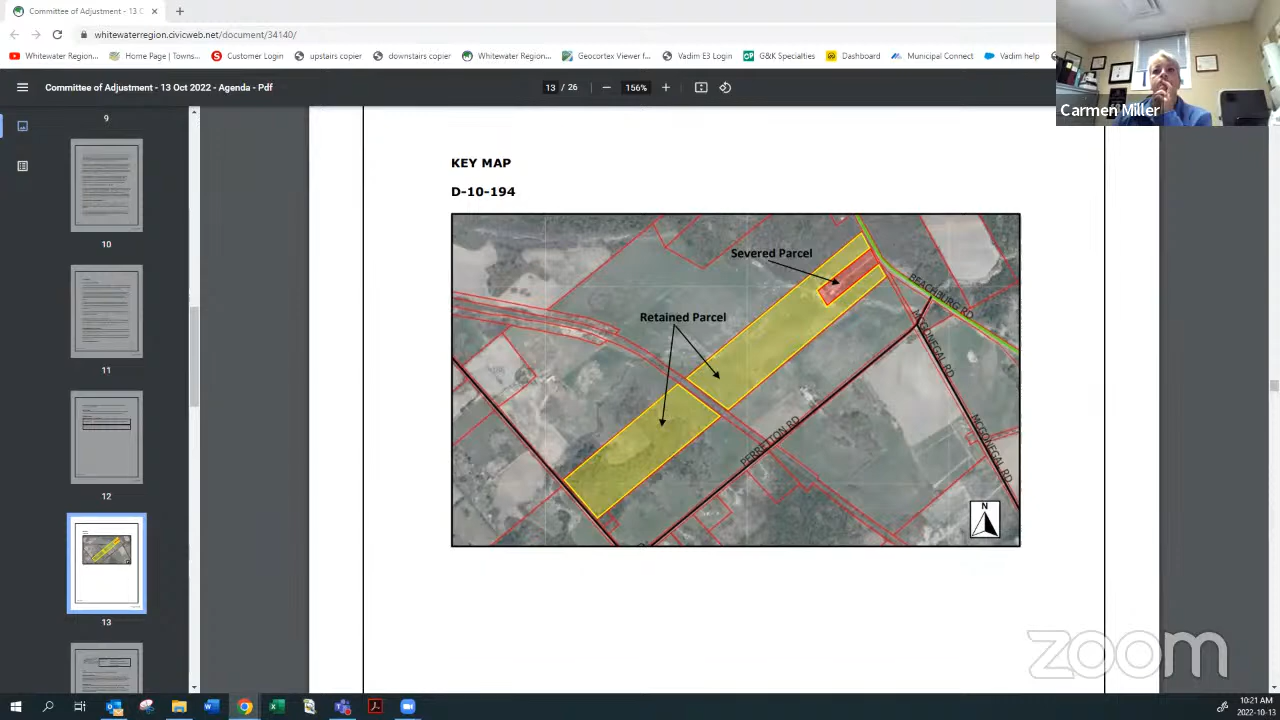 Committee of Adjustment - 13 C
whitewaterregion.civicweb.net/document/34140/
Whitewater Region... Home Page | Towns... Customer Login upstairs copier downstairs copier Whitewater Region... Geocortex Viewer f... Vadim E3 Login G&K Specialties Dashboard Municipal Connect Vadim help
Committee of Adjustment - 13 Oct 2022 - Agenda - Pdf
13 / 26
156%
Carmen Miller
9
10
11
12
13
KEY MAP
D-10-194
Severed Parcel
Retained Parcel
BEACHBURG RD
MCGONEGAL RD
MCGONEGAL RD
PERRETTON RD
N
zoom
10:21 AM
2022-10-13